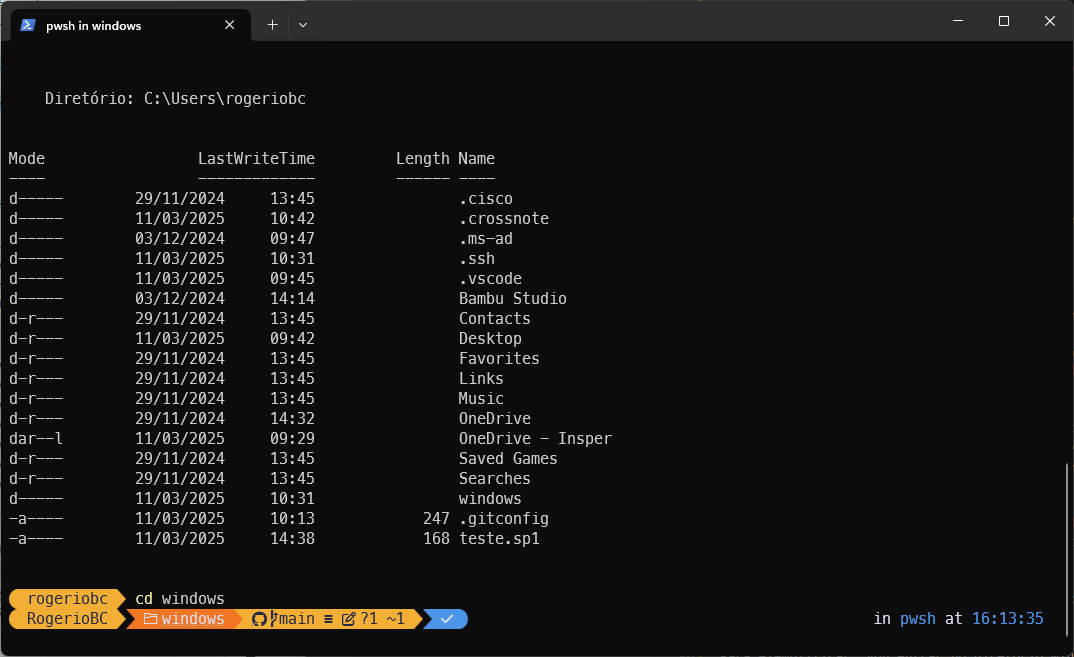 pwsh in windows
Diretório: C:\Users\rogeriobc
Mode LastWriteTime Length Name
---- ------------- ------ ----
d----- 29/11/2024 13:45 .cisco
d----- 11/03/2025 10:42 .crossnote
d----- 03/12/2024 09:47 .ms-ad
d----- 11/03/2025 10:31 .ssh
d----- 11/03/2025 09:45 .vscode
d----- 03/12/2024 14:14 Bambu Studio
d-r--- 29/11/2024 13:45 Contacts
d-r--- 11/03/2025 09:42 Desktop
d-r--- 29/11/2024 13:45 Favorites
d-r--- 29/11/2024 13:45 Links
d-r--- 29/11/2024 13:45 Music
d-r--- 29/11/2024 14:32 OneDrive
dar--l 11/03/2025 09:29 OneDrive - Insper
d-r--- 29/11/2024 13:45 Saved Games
d-r--- 29/11/2024 13:45 Searches
d----- 11/03/2025 10:31 windows
-a---- 11/03/2025 10:13 247 .gitconfig
-a---- 11/03/2025 14:38 168 teste.sp1
rogeriobc cd windows
RogerioBC windows main ≡ ?1 ~1 in pwsh at 16:13:35